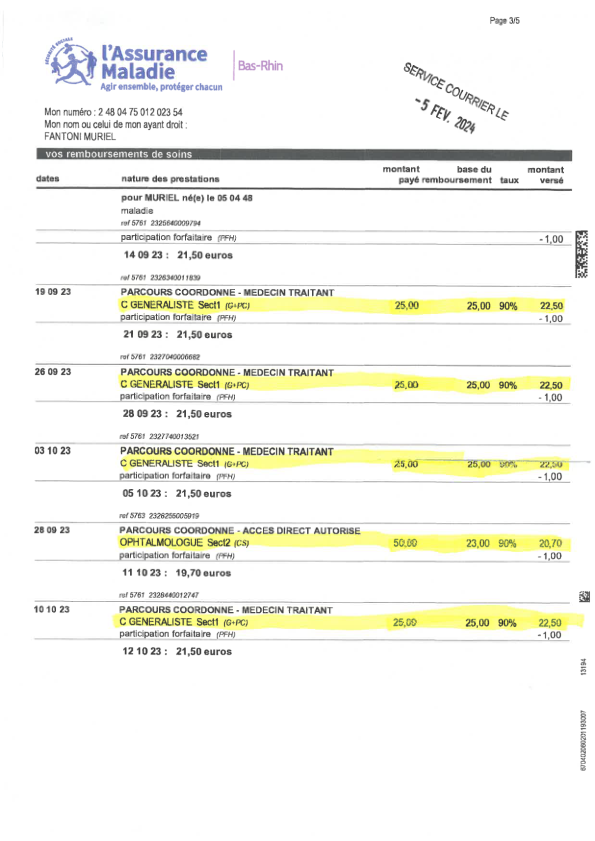 Page 3/5
SÉCURITÉ SOCIALE
l'Assurance
Maladie
Agir ensemble, protéger chacun
Bas-Rhin
SERVICE COURRIER LE
-5 FEV. 2024
Mon numéro : 2 48 04 75 012 023 54
Mon nom ou celui de mon ayant droit :
FANTONI MURIEL
vos remboursements de soins
dates nature des prestations montant payé base du remboursement taux montant versé
pour MURIEL né(e) le 05 04 48
maladie
ref 5761 2325640009794
participation forfaitaire (PFH) -1,00
14 09 23 : 21,50 euros
ref 5761 2326340011839
19 09 23 PARCOURS COORDONNE - MEDECIN TRAITANT
C GENERALISTE Sect1 (G+PC) 25,00 25,00 90% 22,50
participation forfaitaire (PFH) -1,00
21 09 23 : 21,50 euros
ref 5761 2327040006682
26 09 23 PARCOURS COORDONNE - MEDECIN TRAITANT
C GENERALISTE Sect1 (G+PC) 25,00 25,00 90% 22,50
participation forfaitaire (PFH) -1,00
28 09 23 : 21,50 euros
ref 5761 2327740013521
03 10 23 PARCOURS COORDONNE - MEDECIN TRAITANT
C GENERALISTE Sect1 (G+PC) 25,00 25,00 90% 22,50
participation forfaitaire (PFH) -1,00
05 10 23 : 21,50 euros
ref 5763 2326255005919
28 09 23 PARCOURS COORDONNE - ACCES DIRECT AUTORISE
OPHTALMOLOGUE Sect2 (CS) 50,00 23,00 90% 20,70
participation forfaitaire (PFH) -1,00
11 10 23 : 19,70 euros
ref 5761 2328440012747
10 10 23 PARCOURS COORDONNE - MEDECIN TRAITANT
C GENERALISTE Sect1 (G+PC) 25,00 25,00 90% 22,50
participation forfaitaire (PFH) -1,00
12 10 23 : 21,50 euros
13194